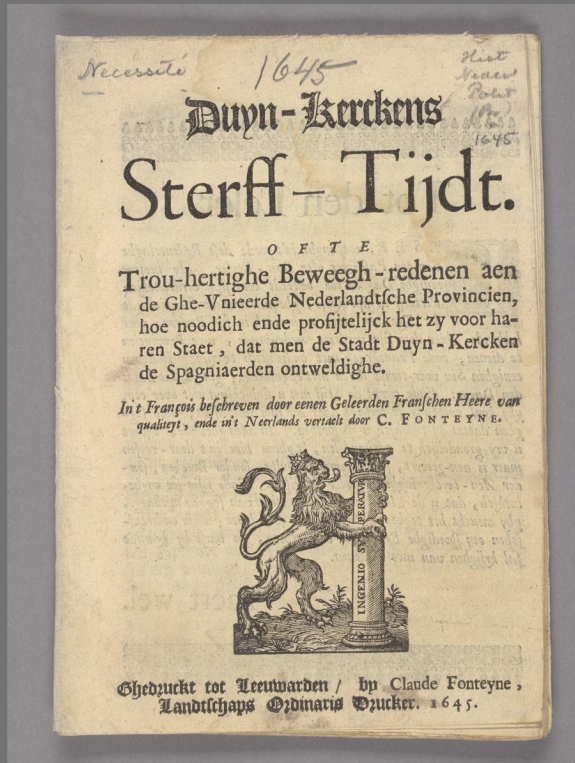 Necessité
1645
Hist
Neder
1645
Duyn-Kerckens
Sterff-Tijdt.
OFTE
Trou-hertighe Beweegh-redenen aen
de Ghe-Vnieerde Nederlandtſche Provincien,
hoe noodich ende profijtelijck het zy voor ha-
ren Staet, dat men de Stadt Duyn-Kercken
de Spagniaerden ontweldighe.
In't François beſchreven door eenen Geleerden Franſchen Heere van
qualiteyt, ende in't Neerlands vertaelt door C. FONTEYNE.
INGENIO SVPERATVR
Ghedruckt tot Leeuwarden / by Claude Fonteyne,
Landtſchaps Ordinaris Drucker. 1645.